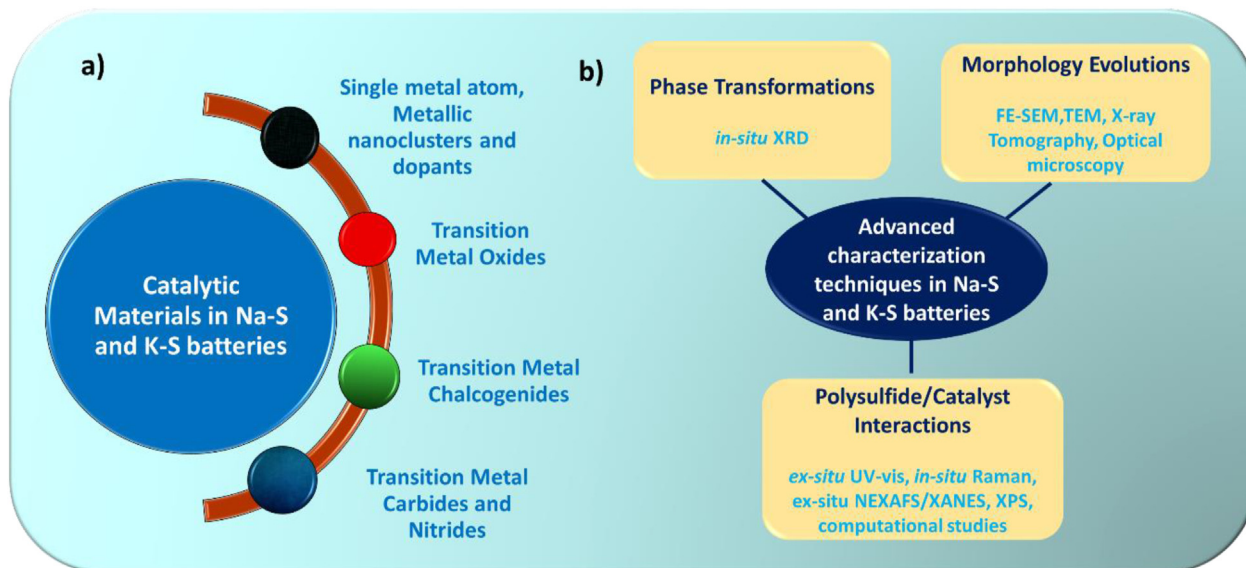 a)
Catalytic
Materials in Na-S
and K-S batteries
Single metal atom,
Metallic
nanoclusters and
dopants
Transition
Metal Oxides
Transition Metal
Chalcogenides
Transition Metal
Carbides and
Nitrides
b)
Phase Transformations
in-situ XRD
Morphology Evolutions
FE-SEM,TEM, X-ray
Tomography, Optical
microscopy
Advanced
characterization
techniques in Na-S
and K-S batteries
Polysulfide/Catalyst
Interactions
ex-situ UV-vis, in-situ Raman,
ex-situ NEXAFS/XANES, XPS,
computational studies